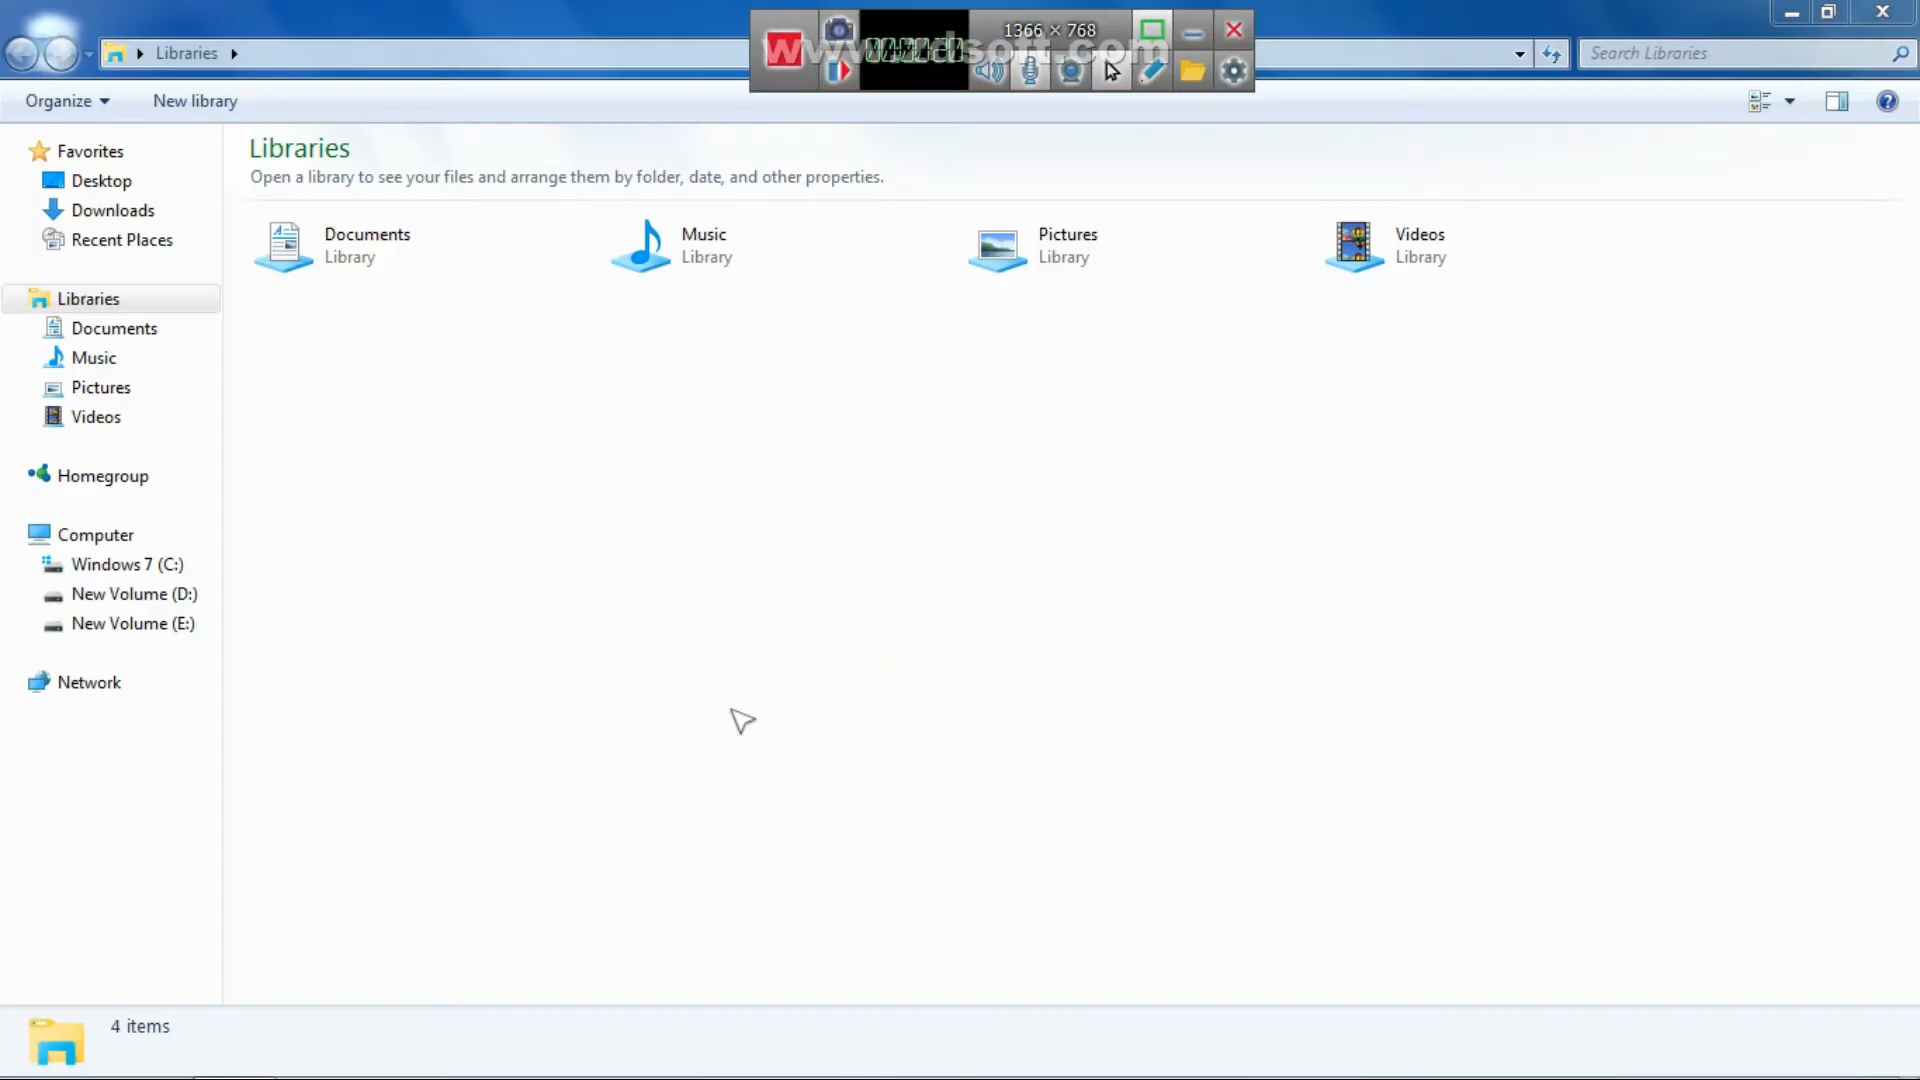 1366 × 768
www.zdsoft.com
Libraries
Search Libraries
Organize
New library
Favorites
Desktop
Downloads
Recent Places
Libraries
Documents
Music
Pictures
Videos
Homegroup
Computer
Windows 7 (C:)
New Volume (D:)
New Volume (E:)
Network
Libraries
Open a library to see your files and arrange them by folder, date, and other properties.
Documents
Library
Music
Library
Pictures
Library
Videos
Library
4 items